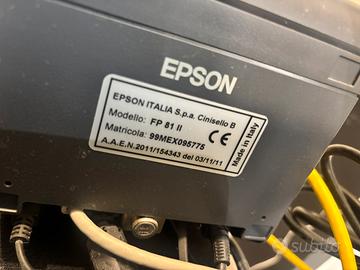 EPSON
EPSON ITALIA S.p.a. Cinisello B
Modello: FP 81 II
Matricola: 99MEX095775
A.A.E.N. 2011/154343 del 03/11/11
CE
Made in Italy
subito